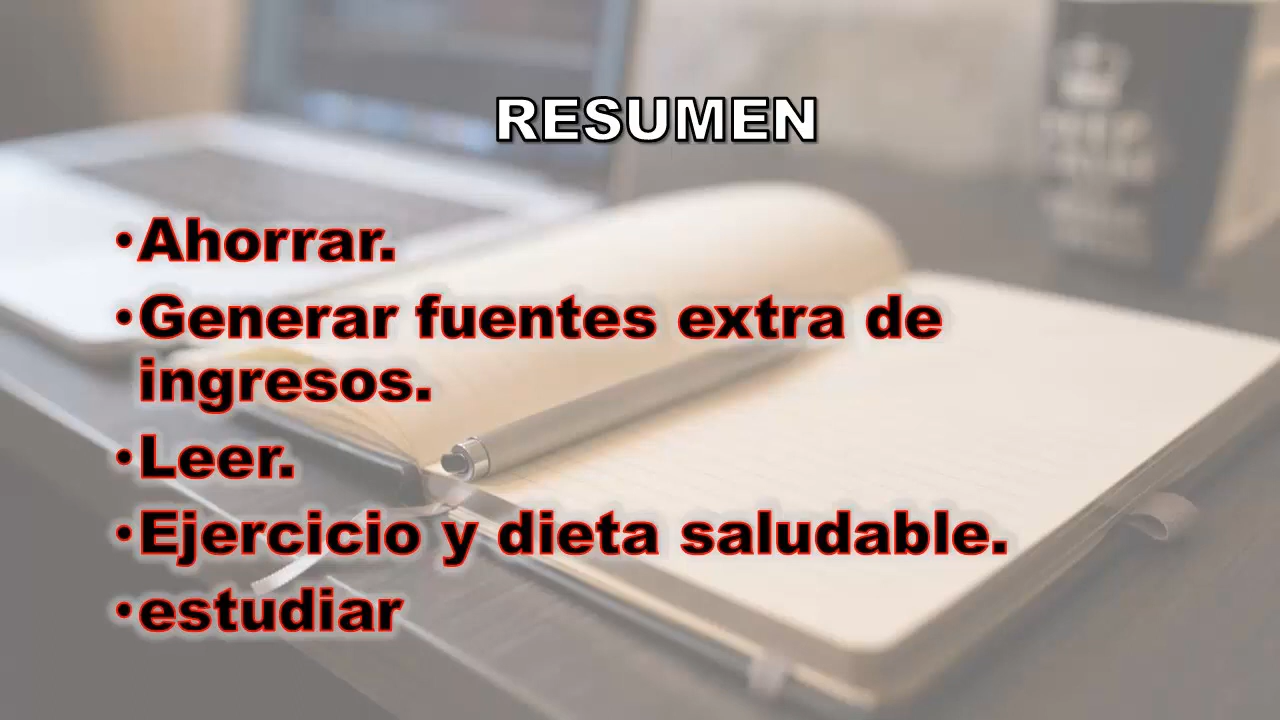 RESUMEN
•Ahorrar.
•Generar fuentes extra de
ingresos.
•Leer.
•Ejercicio y dieta saludable.
•estudiar